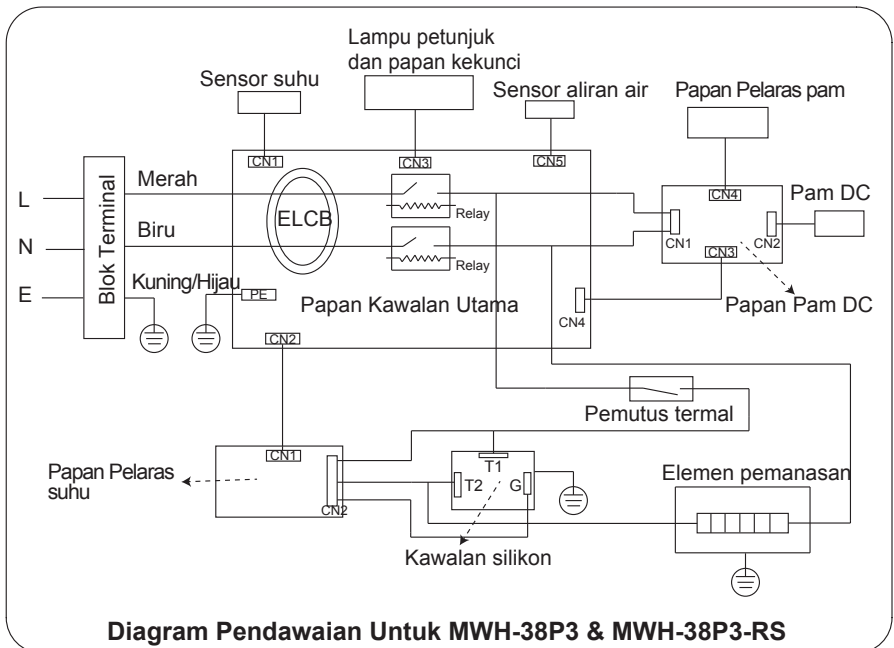 Lampu petunjuk
dan papan kekunci
Sensor suhu
Sensor aliran air
Papan Pelaras pam
CN1
CN3
CN5
CN4
Pam DC
L
Merah
ELCB
Relay
N
Biru
Relay
CN1
CN2
CN3
Blok Terminal
E
Kuning/Hijau
PE
Papan Kawalan Utama
CN4
Papan Pam DC
CN2
Pemutus termal
CN1
T1
Papan Pelaras
suhu
T2
G
CN2
Elemen pemanasan
Kawalan silikon
Diagram Pendawaian Untuk MWH-38P3 & MWH-38P3-RS